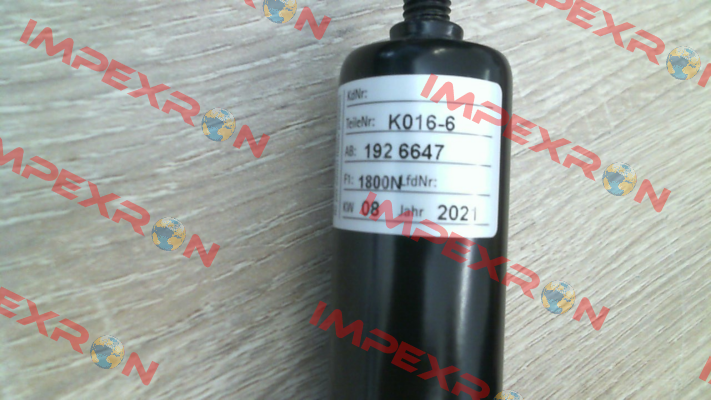 KdNr:
TeileNr: K016-6
AB: 192 6647
F1: 1800N LfdNr:
KW 08 Jahr 2021
IMPEXRON
IMPEXRON
IMPEXRON
IMPEXRON
IMPEXRON
IMPEXRON
IMPEXRON
IMPEXRON